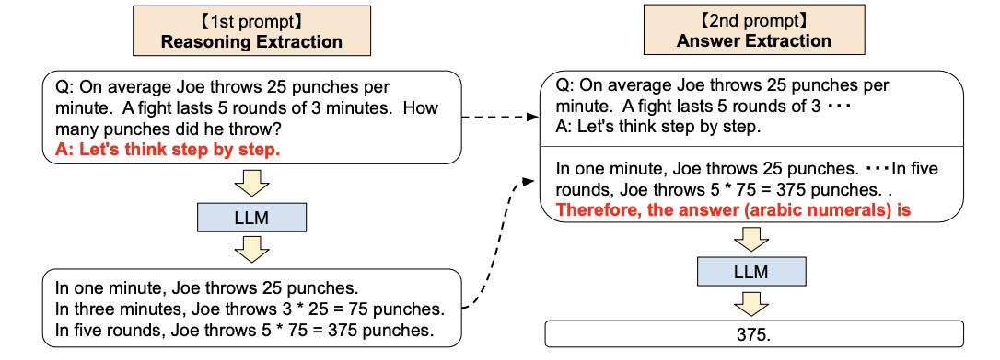 【1st prompt】
Reasoning Extraction
Q: On average Joe throws 25 punches per
minute.  A fight lasts 5 rounds of 3 minutes.  How
many punches did he throw?
A: Let's think step by step.
LLM
In one minute, Joe throws 25 punches.
In three minutes, Joe throws 3 * 25 = 75 punches.
In five rounds, Joe throws 5 * 75 = 375 punches.
【2nd prompt】
Answer Extraction
Q: On average Joe throws 25 punches per
minute.  A fight lasts 5 rounds of 3 ･･･
A: Let's think step by step.
In one minute, Joe throws 25 punches. ･･･In five
rounds, Joe throws 5 * 75 = 375 punches. .
Therefore, the answer (arabic numerals) is
LLM
375.